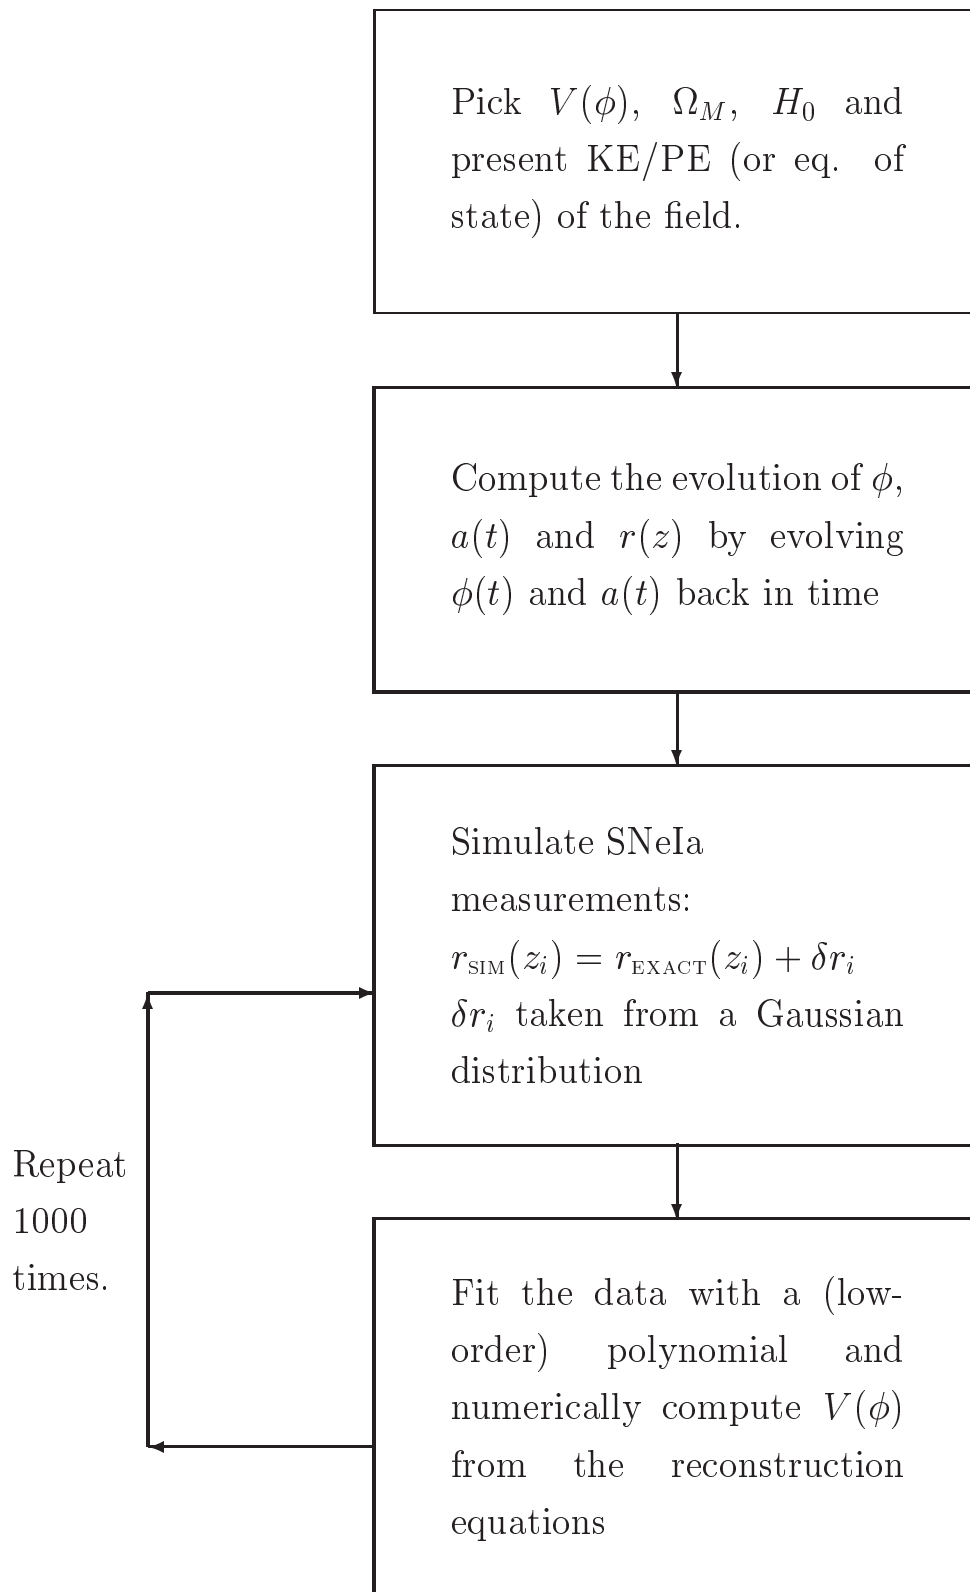 Pick V(ϕ), Ω_M, H_0 and
present KE/PE (or eq. of
state) of the field.
Compute the evolution of ϕ,
a(t) and r(z) by evolving
ϕ(t) and a(t) back in time
Simulate SNeIa
measurements:
r_SIM(z_i) = r_EXACT(z_i) + δr_i
δr_i taken from a Gaussian
distribution
Repeat
1000
times.
Fit the data with a (low-
order) polynomial and
numerically compute V(ϕ)
from the reconstruction
equations